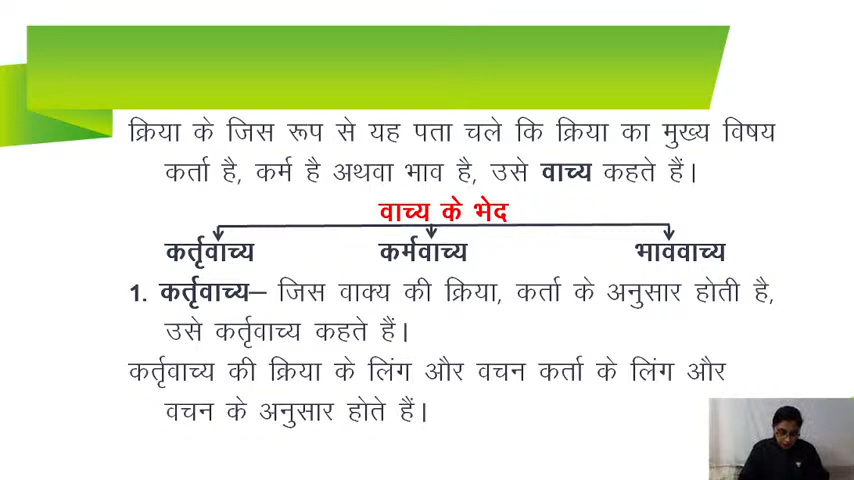 क्रिया के जिस रूप से यह पता चले कि क्रिया का मुख्य विषय
कर्ता है, कर्म है अथवा भाव है, उसे वाच्य कहते हैं।
वाच्य के भेद
कर्तृवाच्य कर्मवाच्य भाववाच्य
1. कर्तृवाच्य– जिस वाक्य की क्रिया, कर्ता के अनुसार होती है,
उसे कर्तृवाच्य कहते हैं।
कर्तृवाच्य की क्रिया के लिंग और वचन कर्ता के लिंग और
वचन के अनुसार होते हैं।